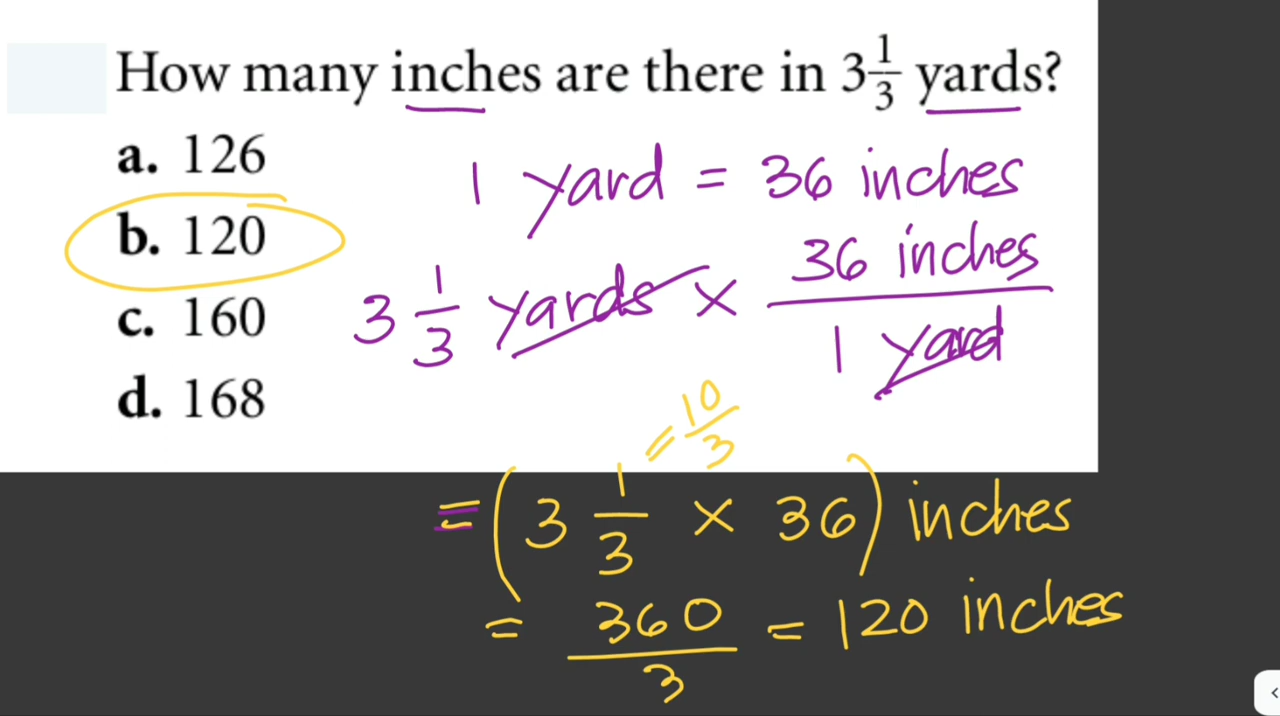 How many inches are there in 3 1/3 yards?
a. 126
1 yard = 36 inches
b. 120
3 1/3 yards × 36 inches / 1 yard
c. 160
d. 168
= 10/3
= (3 1/3 × 36) inches
= 360/3 = 120 inches